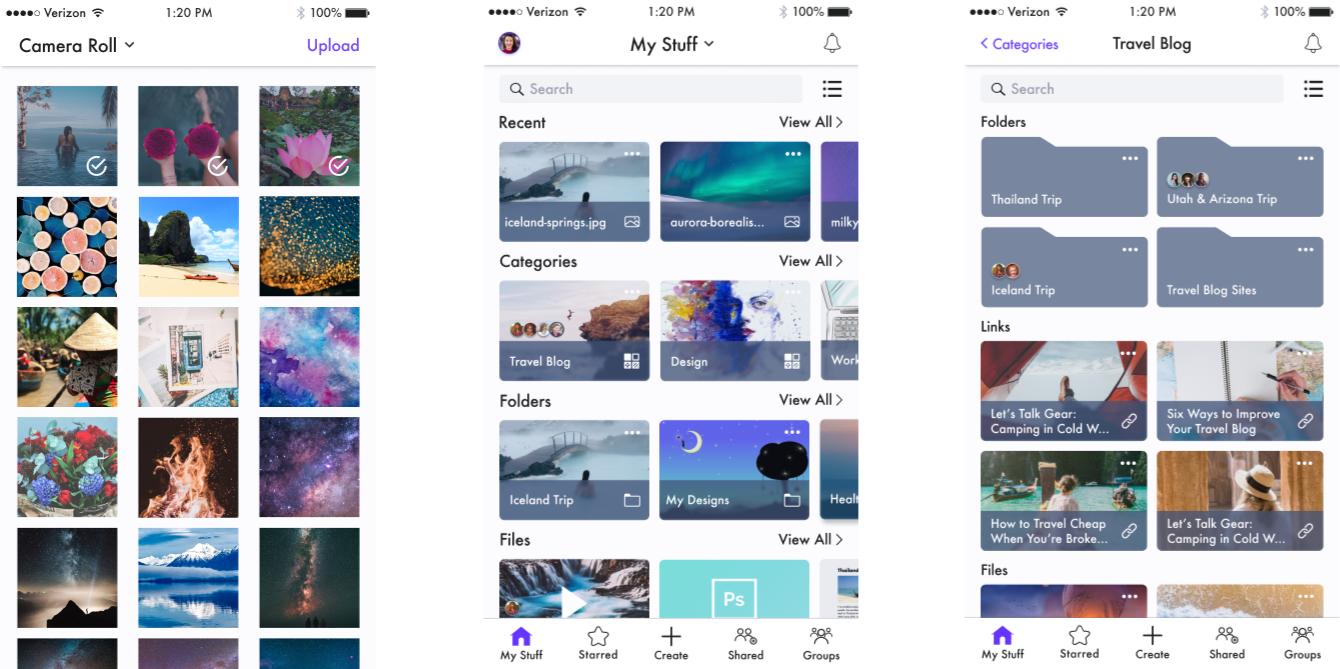 Verizon 1:20 PM 100%
Camera Roll Upload
Verizon 1:20 PM 100%
My Stuff
Search
Recent View All
iceland-springs.jpg aurora-borealis... milky
Categories View All
Travel Blog Design Work
Folders View All
Iceland Trip My Designs Healt
Files View All
Ps Thailand
My Stuff Starred Create Shared Groups
Verizon 1:20 PM 100%
Categories Travel Blog
Search
Folders
Thailand Trip Utah & Arizona Trip
Iceland Trip Travel Blog Sites
Links
Let's Talk Gear: Six Ways to Improve
Camping in Cold W... Your Travel Blog
How to Travel Cheap Let's Talk Gear:
When You're Broke... Camping in Cold W...
Files
My Stuff Starred Create Shared Groups